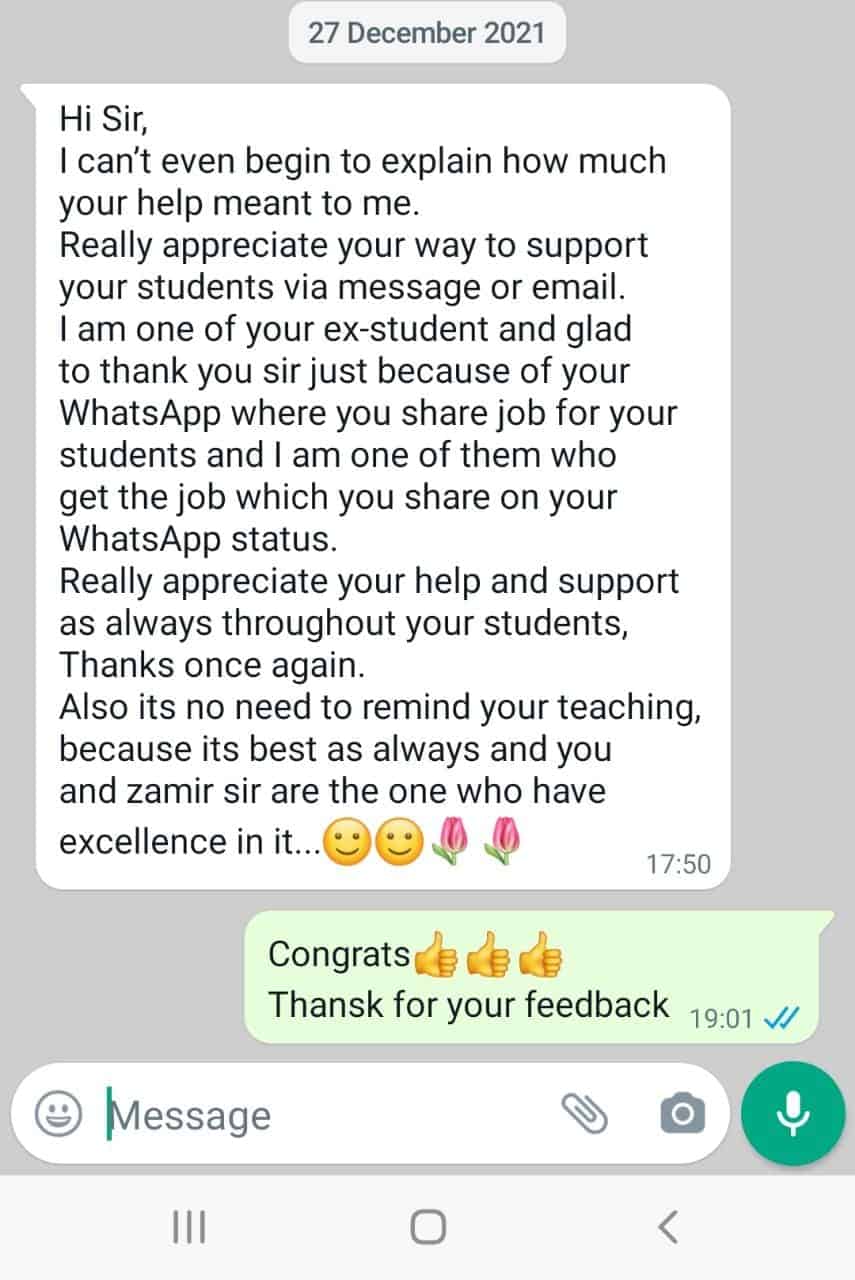 27 December 2021
Hi Sir,
I can't even begin to explain how much
your help meant to me.
Really appreciate your way to support
your students via message or email.
I am one of your ex-student and glad
to thank you sir just because of your
WhatsApp where you share job for your
students and I am one of them who
get the job which you share on your
WhatsApp status.
Really appreciate your help and support
as always throughout your students,
Thanks once again.
Also its no need to remind your teaching,
because its best as always and you
and zamir sir are the one who have
excellence in it...🙂🙂🌷🌷
17:50
Congrats👍👍👍
Thansk for your feedback
19:01
Message